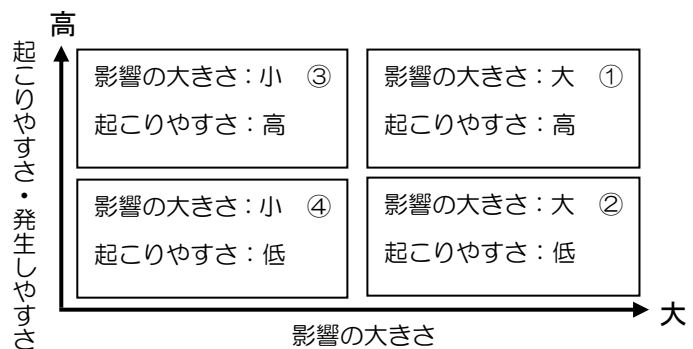 高
起こりやすさ・発生しやすさ
影響の大きさ：小 ③
起こりやすさ：高
影響の大きさ：大 ①
起こりやすさ：高
影響の大きさ：小 ④
起こりやすさ：低
影響の大きさ：大 ②
起こりやすさ：低
大
影響の大きさ